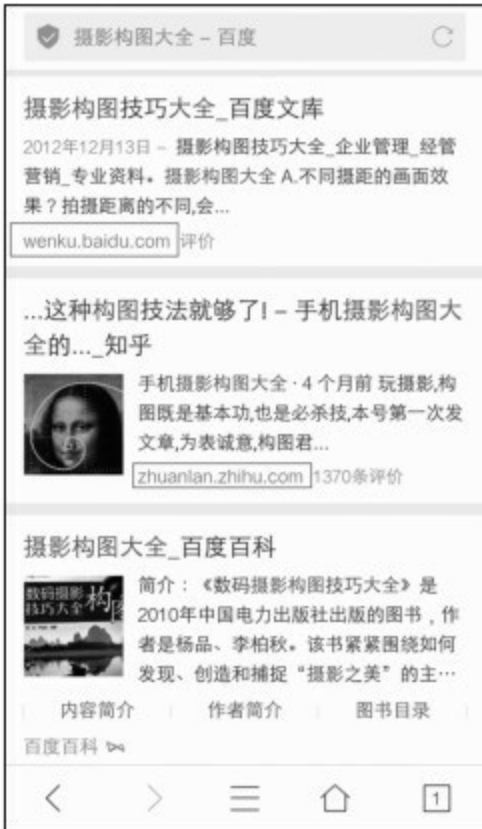 摄影构图大全 – 百度
摄影构图技巧大全_百度文库
2012年12月13日 – 摄影构图技巧大全_企业管理_经管
营销_专业资料。摄影构图大全 A.不同摄距的画面效
果？拍摄距离的不同,会...
wenku.baidu.com 评价
...这种构图技法就够了! – 手机摄影构图大
全的..._知乎
手机摄影构图大全 · 4 个月前 玩摄影,构
图既是基本功,也是必杀技,本号第一次发
文章,为表诚意,构图君...
zhuanlan.zhihu.com 1370条评价
摄影构图大全_百度百科
数码摄影
技巧大全
构图
简介：《数码摄影构图技巧大全》是
2010年中国电力出版社出版的图书，作
者是杨品、李柏秋。该书紧紧围绕如何
发现、创造和捕捉“摄影之美”的主…
内容简介 作者简介 图书目录
百度百科
1